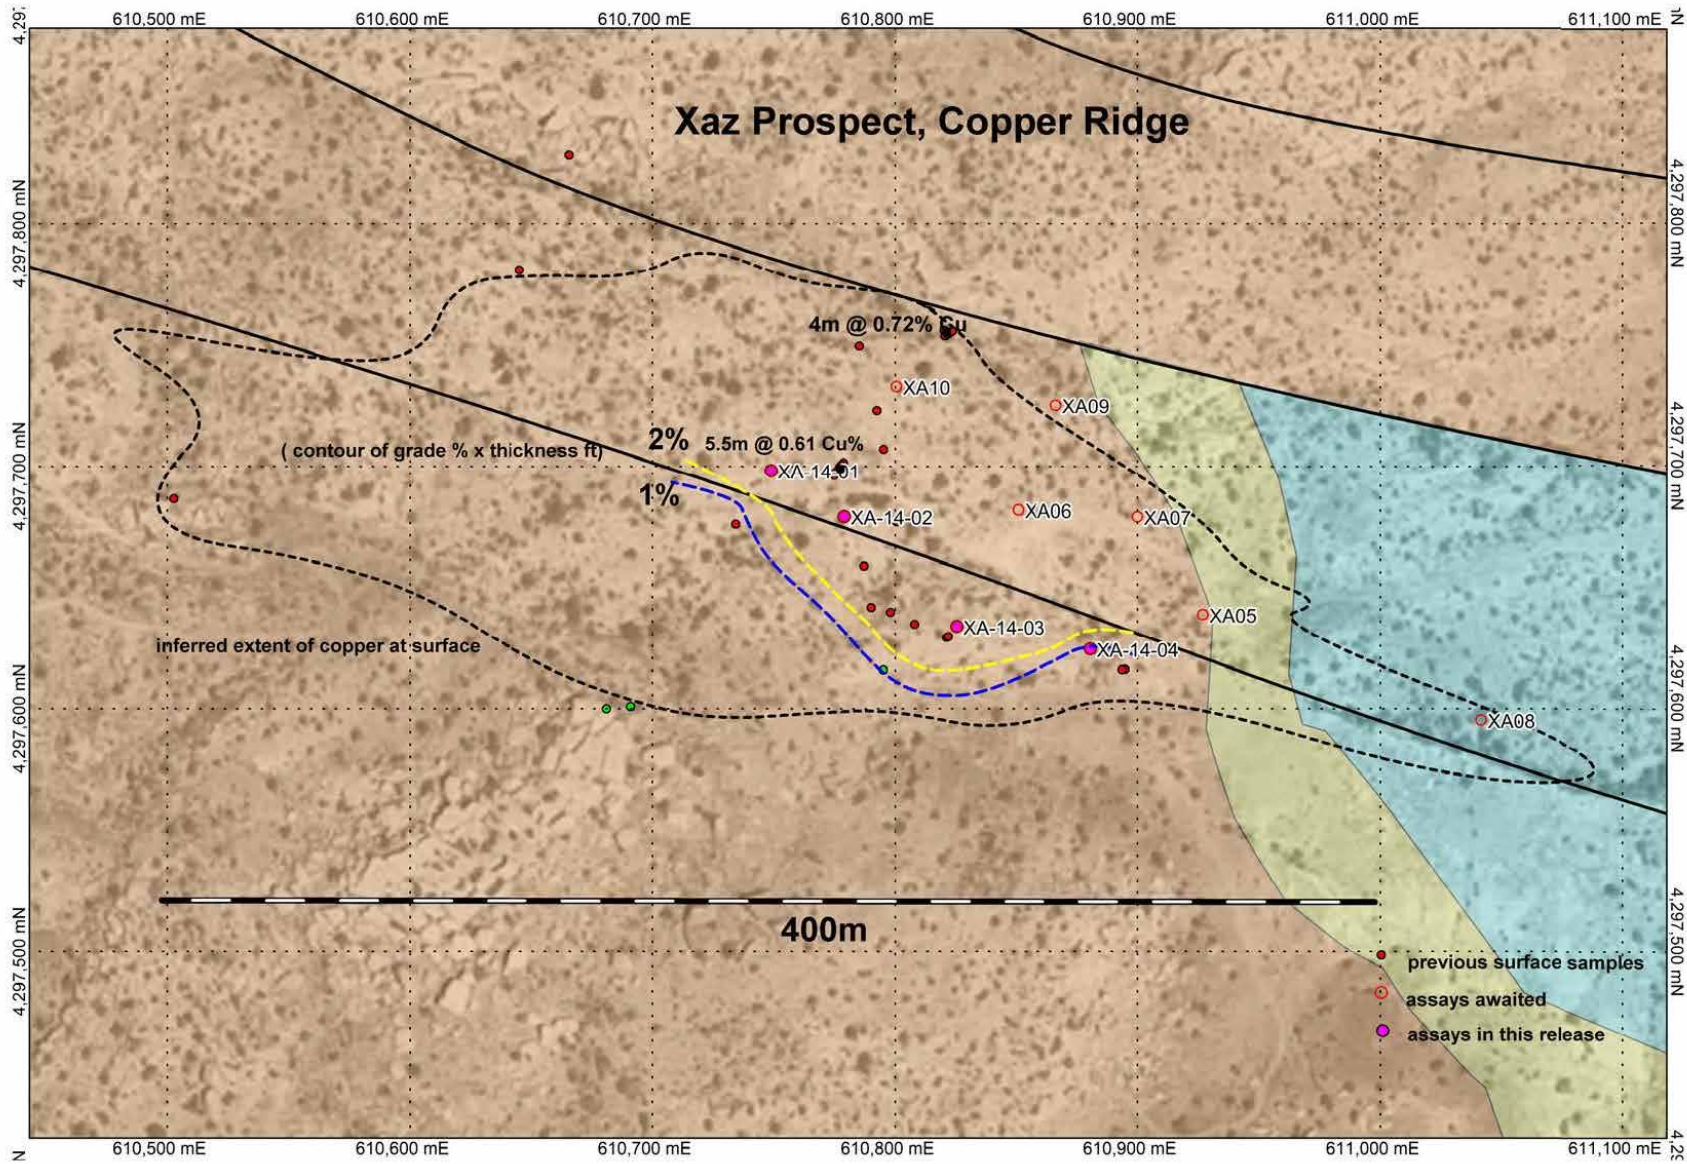 610,500 mE
610,600 mE
610,700 mE
610,800 mE
610,900 mE
611,000 mE
611,100 mE
Xaz Prospect, Copper Ridge
4,297,800 mN
4,297,800 mN
4m @ 0.72% Cu
XA10
XA09
4,297,700 mN
4,297,700 mN
2%
5.5m @ 0.61 Cu%
( contour of grade % x thickness ft)
XA-14-01
1%
XA-14-02
XA06
XA07
XA05
XA-14-03
inferred extent of copper at surface
XA-14-04
4,297,600 mN
4,297,600 mN
XA08
400m
4,297,500 mN
4,297,500 mN
previous surface samples
assays awaited
assays in this release
610,500 mE
610,600 mE
610,700 mE
610,800 mE
610,900 mE
611,000 mE
611,100 mE